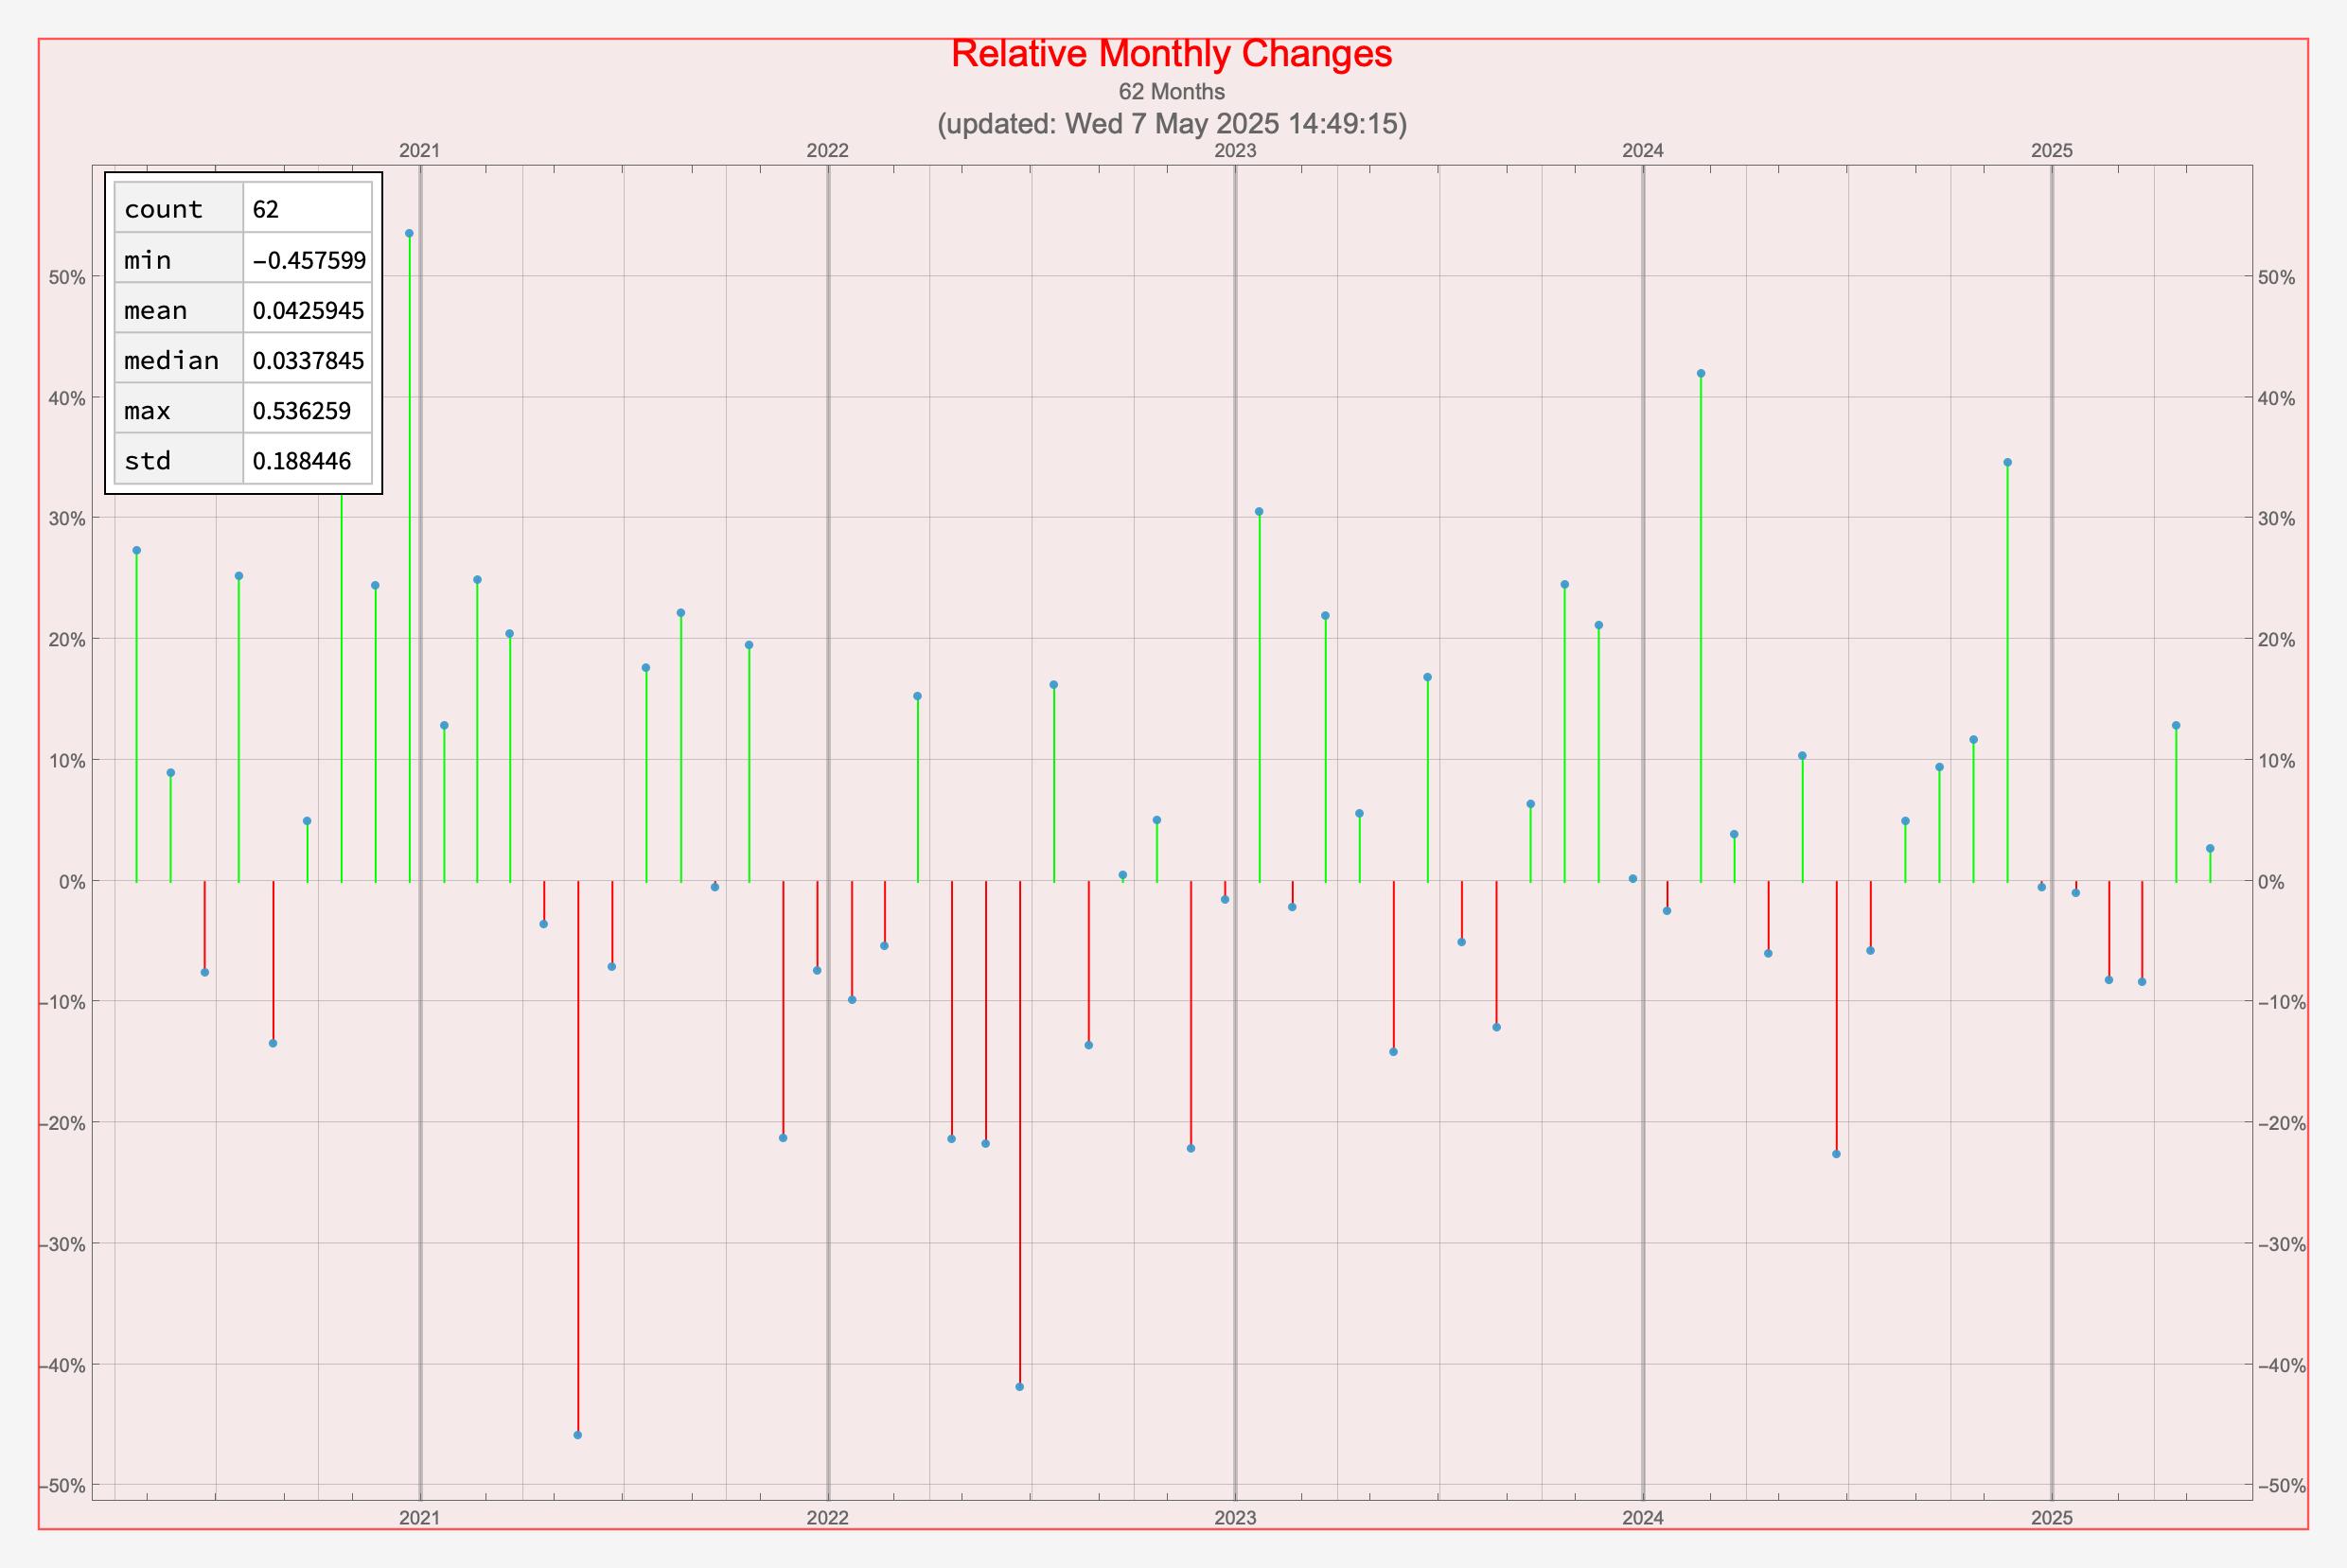 Relative Monthly Changes
62 Months
(updated: Wed 7 May 2025 14:49:15)
2021 2022 2023 2024 2025
count 62
min −0.457599
mean 0.0425945
median 0.0337845
max 0.536259
std 0.188446
50% 50%
40% 40%
30% 30%
20% 20%
10% 10%
0% 0%
−10% −10%
−20% −20%
−30% −30%
−40% −40%
−50% −50%
2021 2022 2023 2024 2025